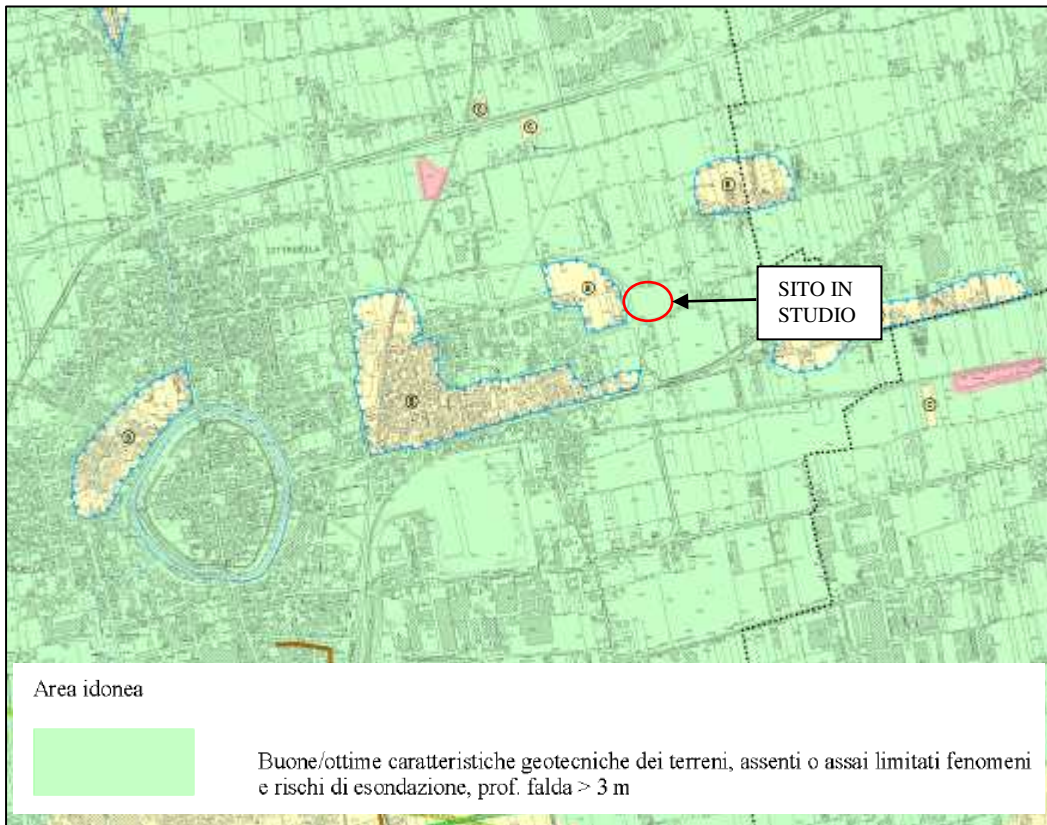 SITO IN
STUDIO
Area idonea
Buone/ottime caratteristiche geotecniche dei terreni, assenti o assai limitati fenomeni
e rischi di esondazione, prof. falda > 3 m